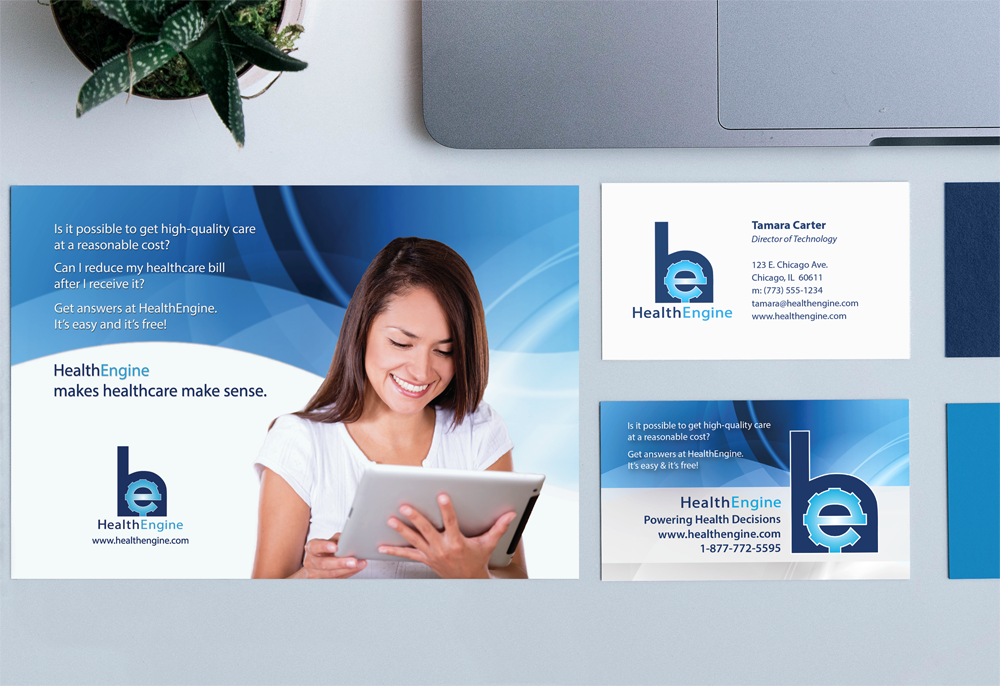 Is it possible to get high-quality care
at a reasonable cost?
Can I reduce my healthcare bill
after I receive it?
Get answers at HealthEngine.
It's easy and it's free!
HealthEngine
makes healthcare make sense.
he
HealthEngine
www.healthengine.com
he
HealthEngine
Tamara Carter
Director of Technology
123 E. Chicago Ave.
Chicago, IL 60611
m: (773) 555-1234
tamara@healthengine.com
www.healthengine.com
Is it possible to get high-quality care
at a reasonable cost?
Get answers at HealthEngine.
It's easy & it's free!
HealthEngine
Powering Health Decisions
www.healthengine.com
1-877-772-5595
he